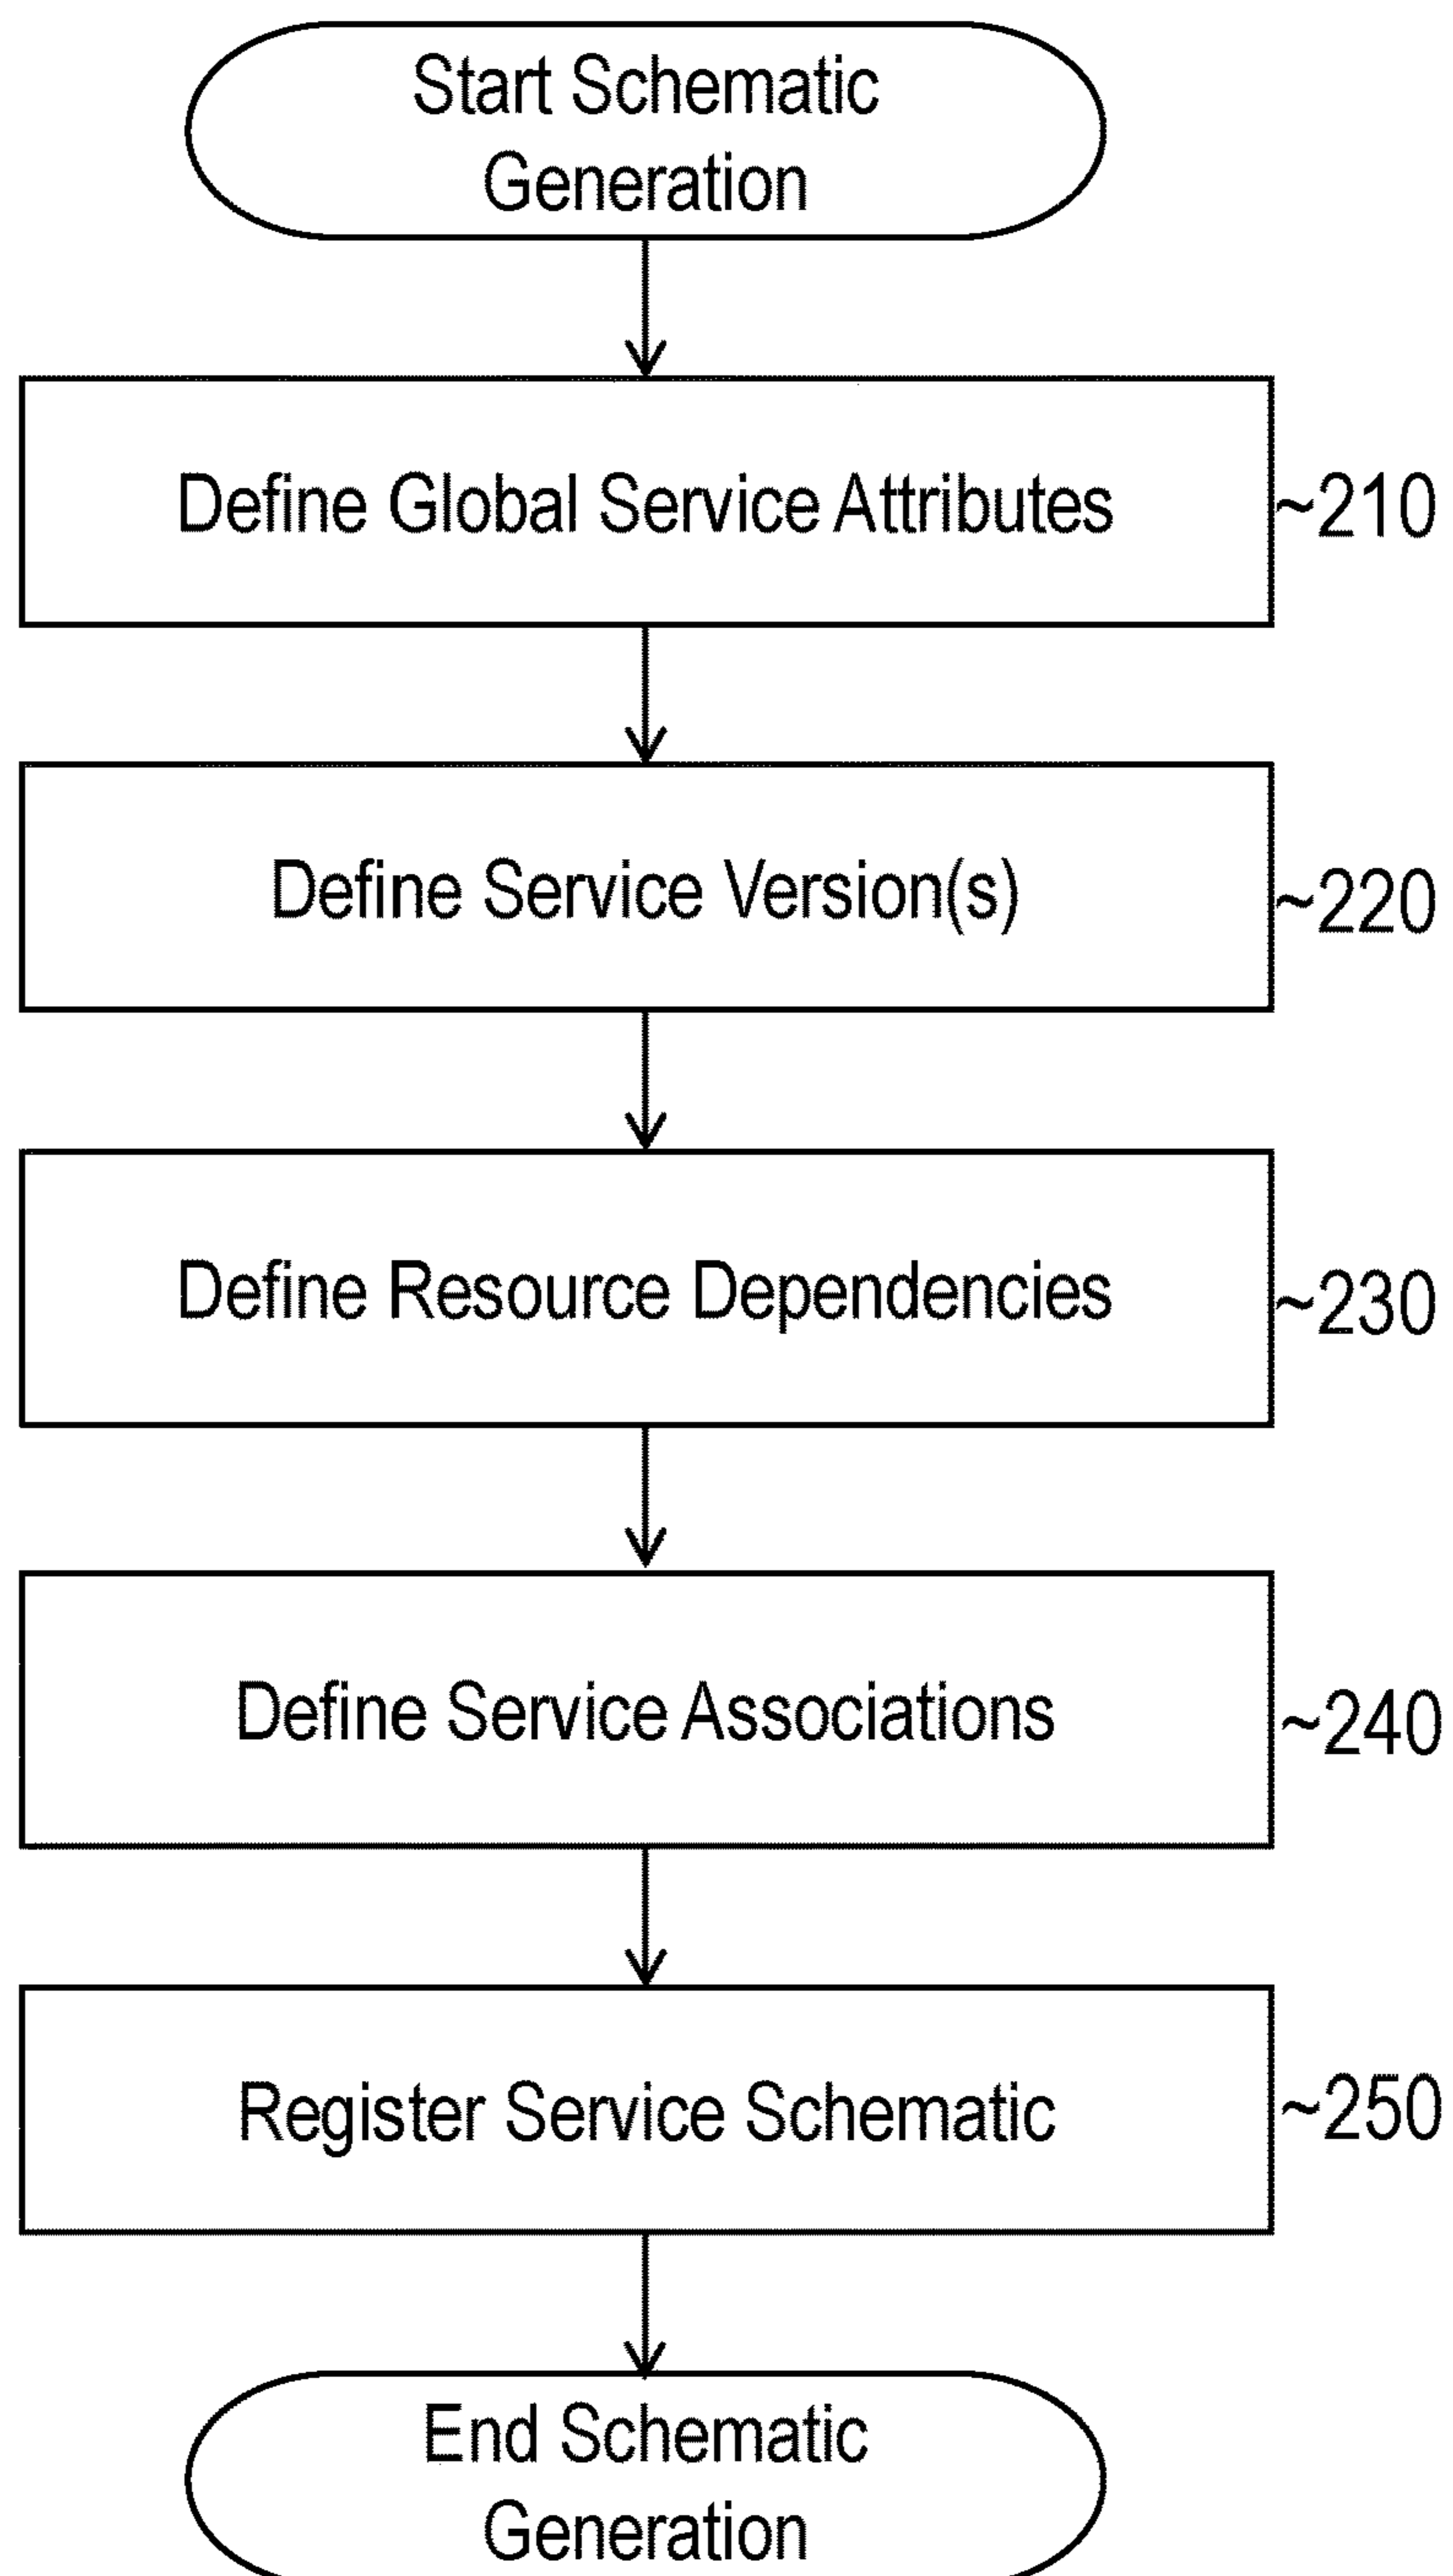 Start Schematic
Generation
Define Global Service Attributes
~210
Define Service Version(s)
~220
Define Resource Dependencies
~230
Define Service Associations
~240
Register Service Schematic
~250
End Schematic
Generation